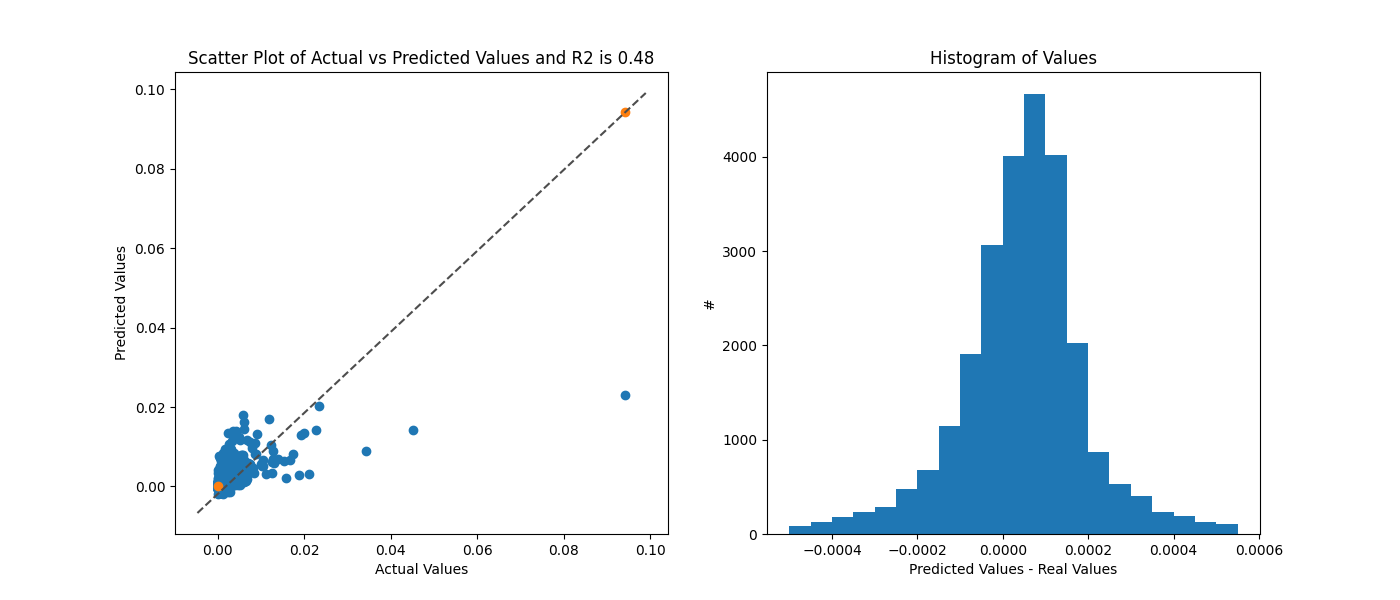 Scatter Plot of Actual vs Predicted Values and R2 is 0.48
Predicted Values
0.10
0.08
0.06
0.04
0.02
0.00
0.00 0.02 0.04 0.06 0.08 0.10
Actual Values
Histogram of Values
#
4000
3000
2000
1000
0
−0.0004 −0.0002 0.0000 0.0002 0.0004 0.0006
Predicted Values - Real Values